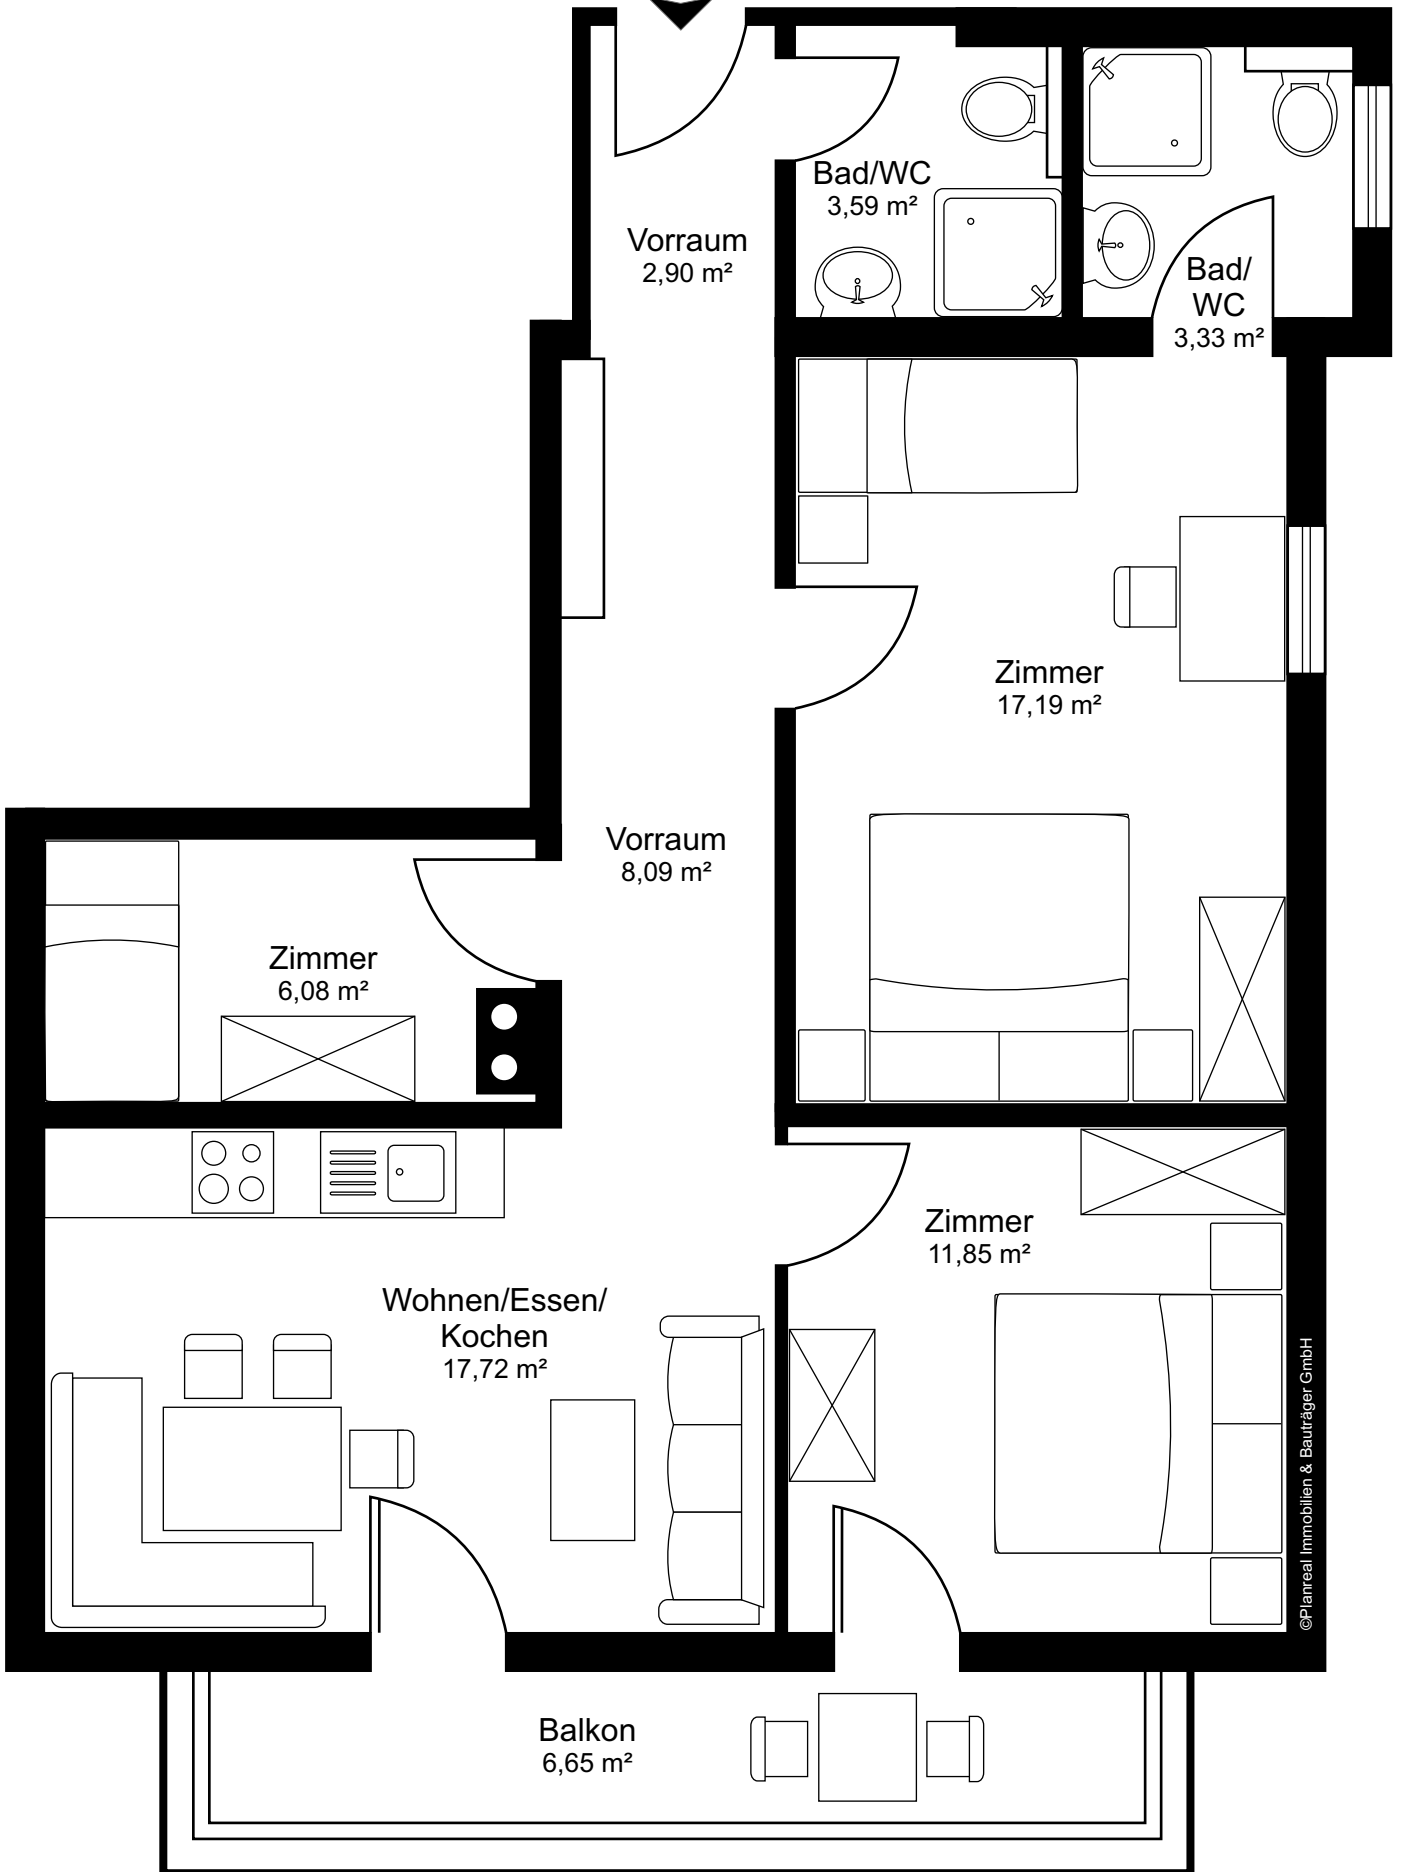 Bad/WC
3,59 m²
Vorraum
2,90 m²
Bad/
WC
3,33 m²
Zimmer
17,19 m²
Vorraum
8,09 m²
Zimmer
6,08 m²
Zimmer
11,85 m²
Wohnen/Essen/
Kochen
17,72 m²
©Planreal Immobilien & Bauträger GmbH
Balkon
6,65 m²